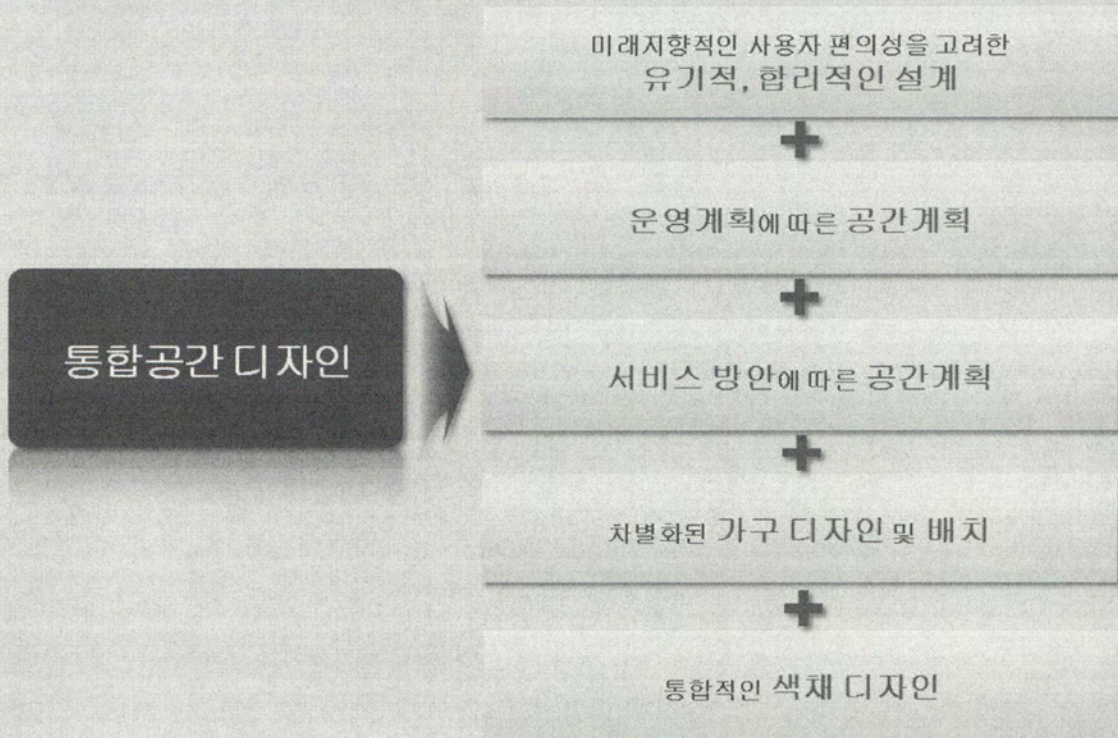 통합공간 디자인
미래지향적인 사용자 편의성을 고려한
유기적, 합리적인 설계
운영계획에 따른 공간계획
서비스 방안에 따른 공간계획
차별화된 가구 디자인 및 배치
통합적인 색채 디자인